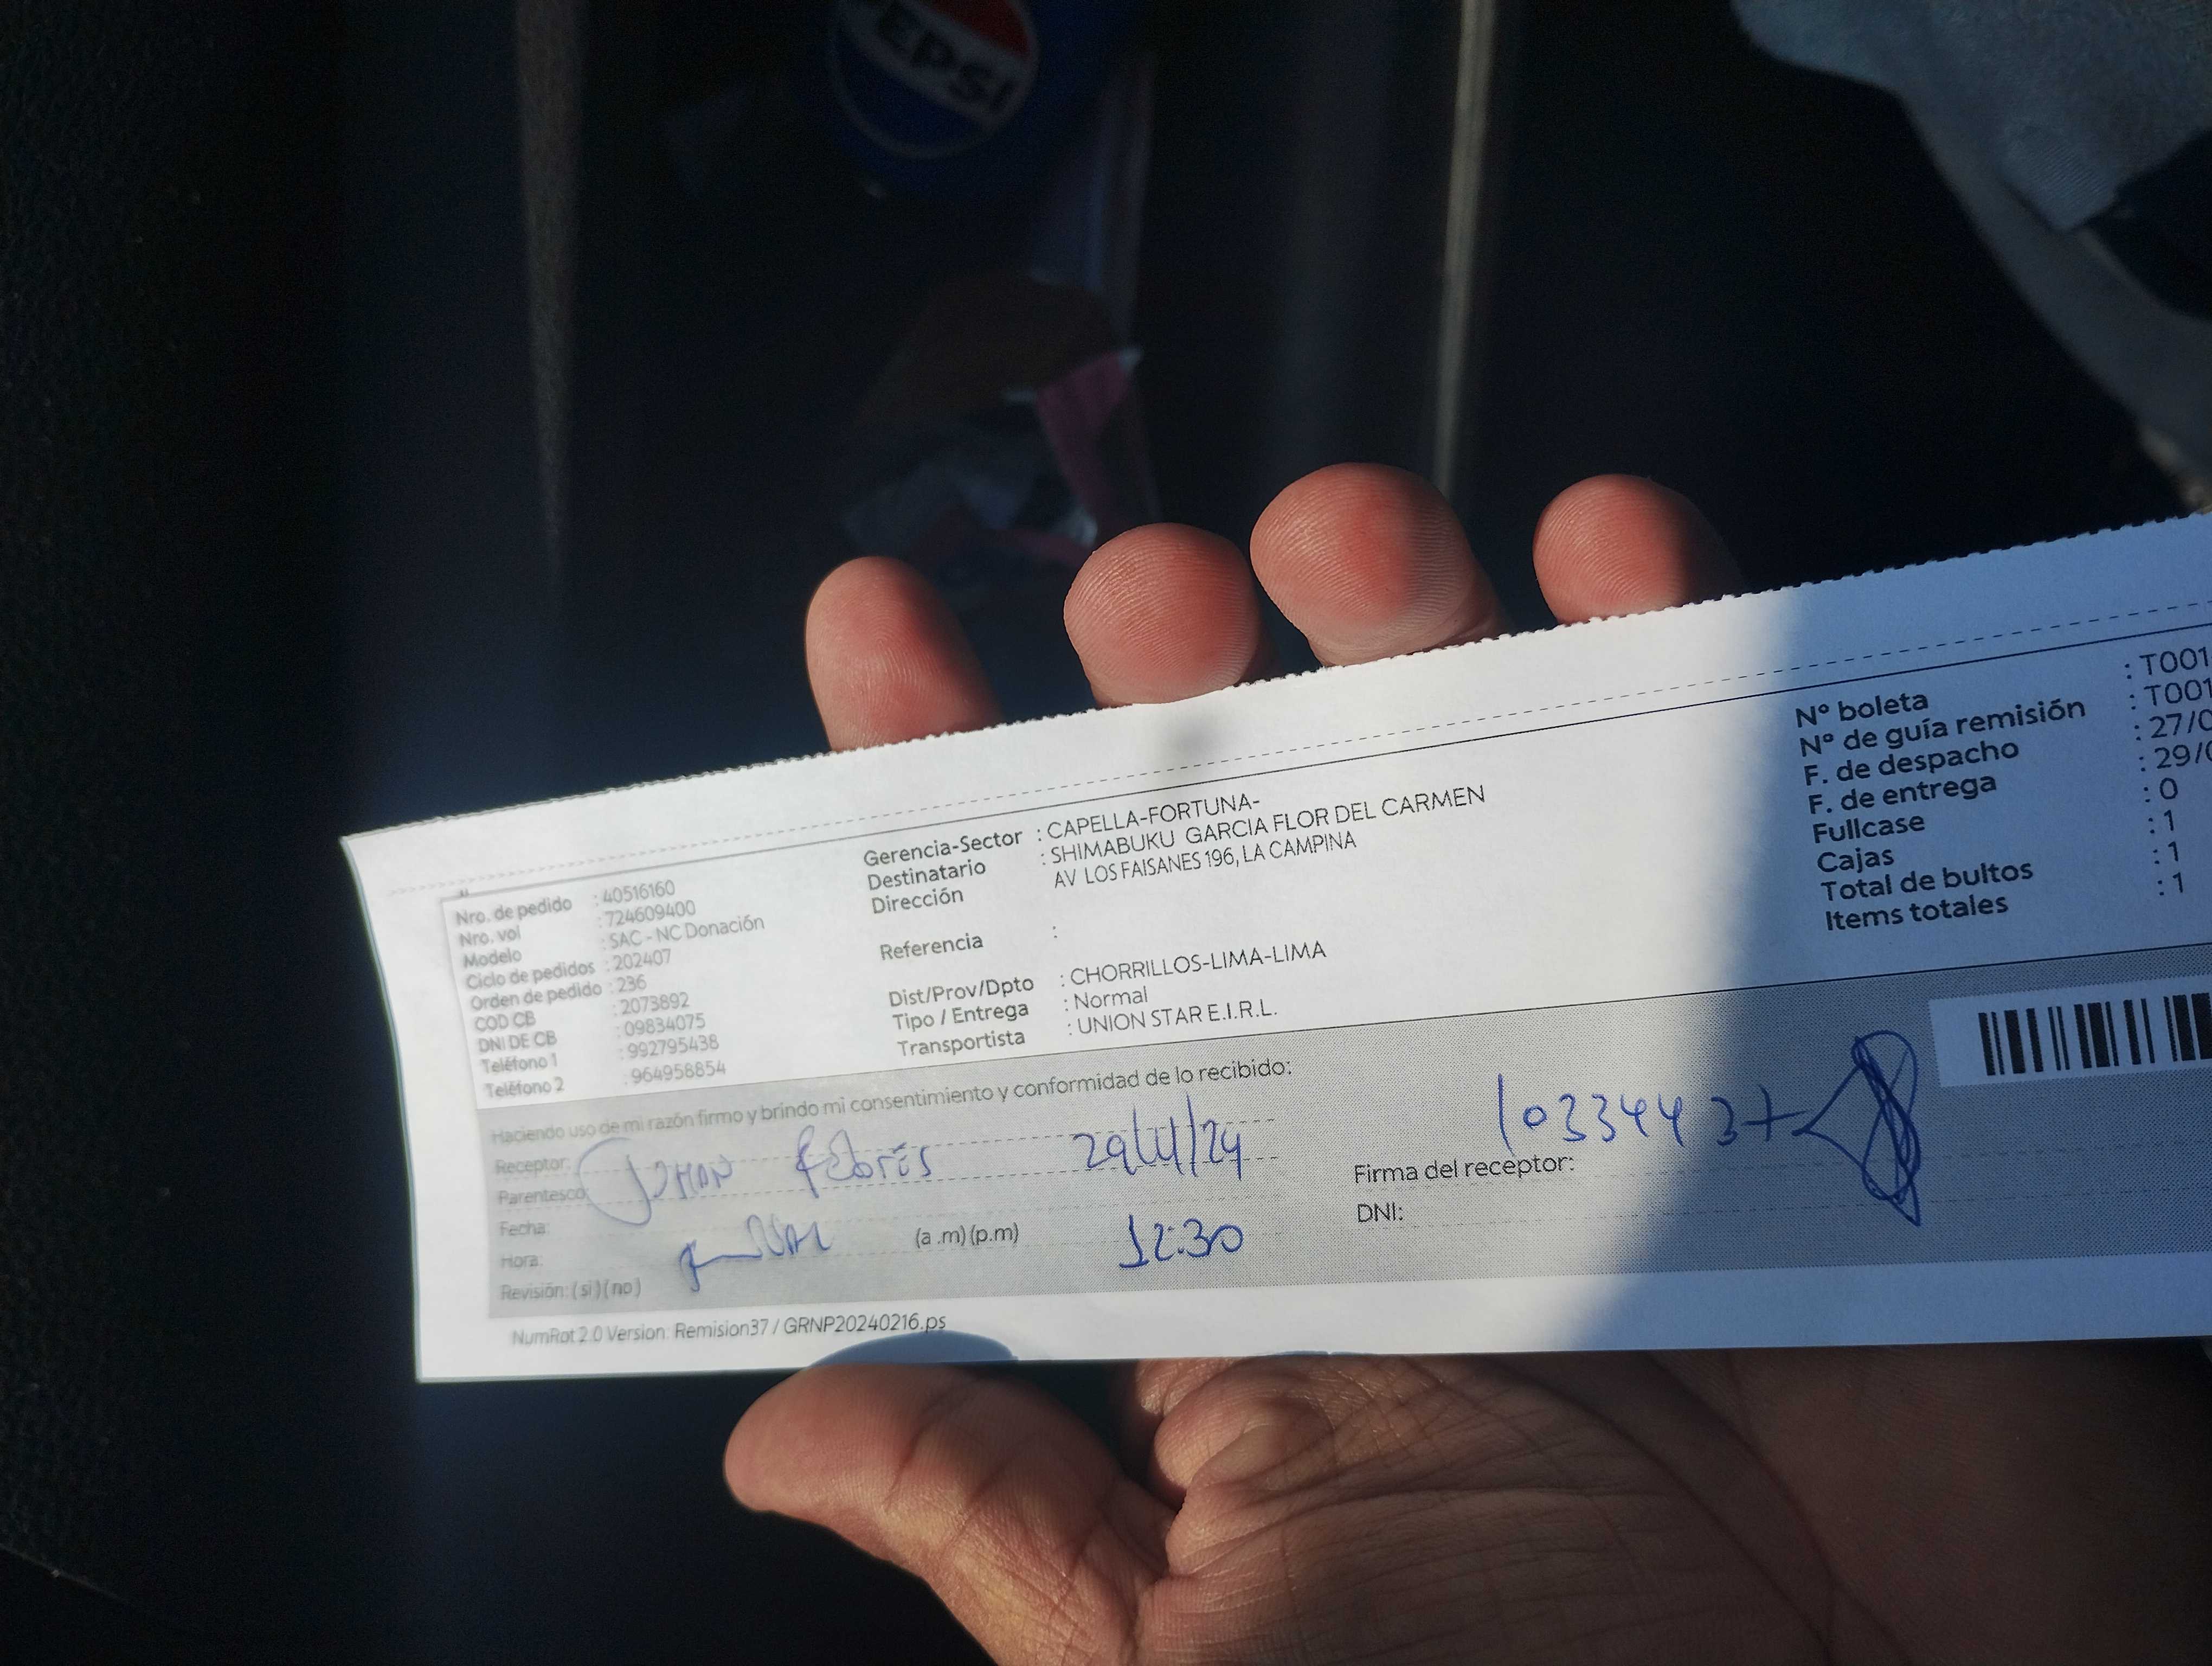 PEPSI
Nro. de pedido : 40516160
Nro. vol : 724609400
Modelo : SAC - NC Donación
Ciclo de pedidos : 202407
Orden de pedido : 236
COD CB : 2073892
DNI DE CB : 09834075
Teléfono 1 : 992795438
Teléfono 2 : 964958854
Gerencia-Sector : CAPELLA-FORTUNA-
Destinatario : SHIMABUKU GARCIA FLOR DEL CARMEN
Dirección AV LOS FAISANES 196, LA CAMPINA
Referencia :
Dist/Prov/Dpto : CHORRILLOS-LIMA-LIMA
Tipo / Entrega : Normal
Transportista : UNION STAR E.I.R.L.
N° boleta : T001
N° de guía remisión : T001
F. de despacho : 27/0
F. de entrega : 29/0
Fullcase : 0
Cajas : 1
Total de bultos : 1
Items totales : 1
Haciendo uso de mi razón firmo y brindo mi consentimiento y conformidad de lo recibido:
Receptor:
Parentesco
Fecha:
Hora: (a .m) (p.m) 12:30
Revisión: ( si ) ( no )
Firma del receptor:
DNI:
NumRot 2.0 Version: Remision37 / GRNP20240216.ps